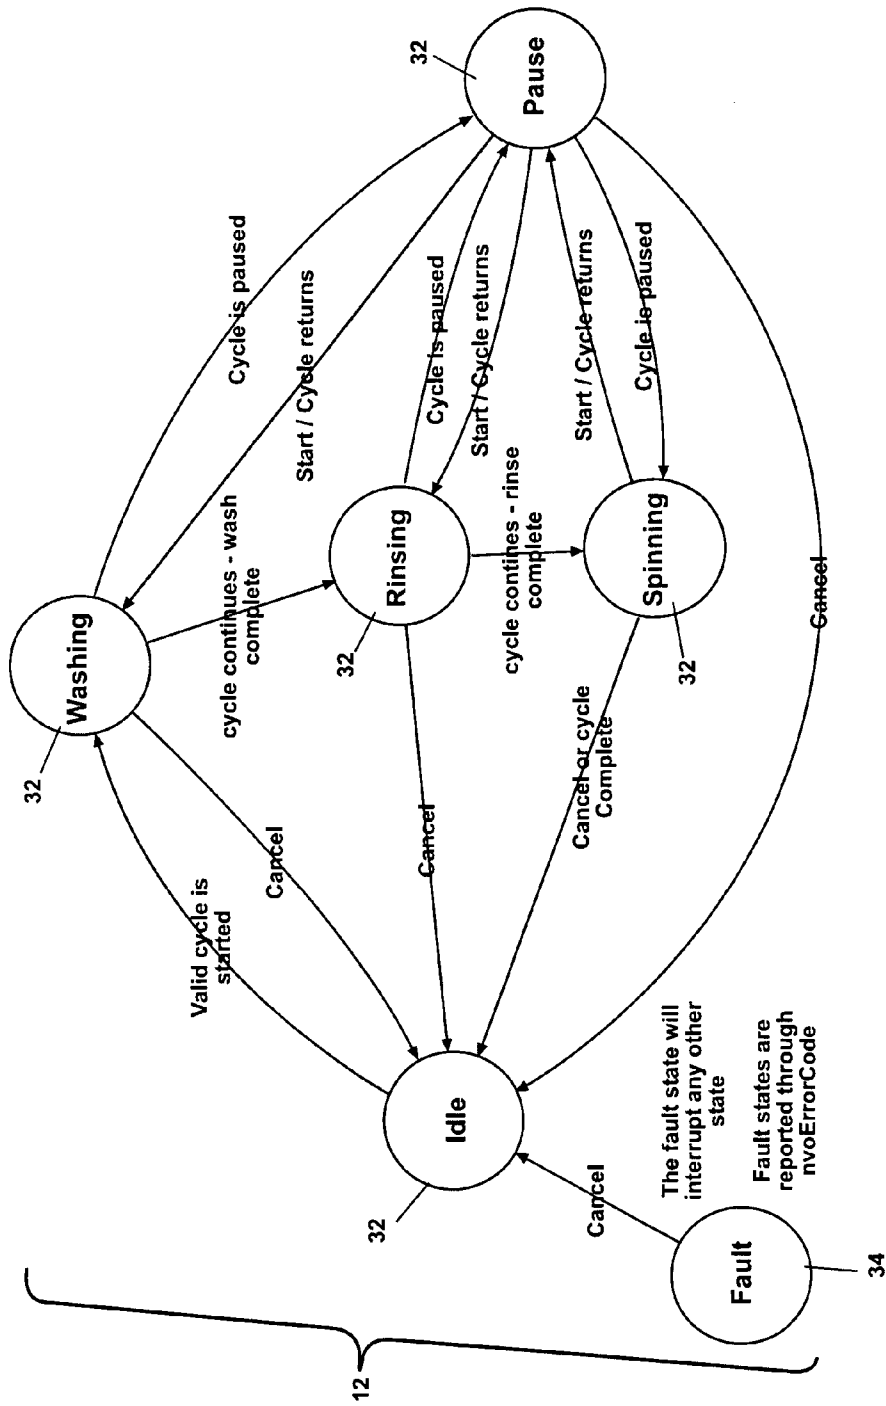 32
Washing
Valid cycle is
started
Cancel
cycle continues - wash
complete
Start / Cycle returns
Cycle is paused
32
Pause
32
Idle
Cancel
32
Rinsing
Start / Cycle returns
Cycle is paused
cycle contines - rinse
complete
Cancel or cycle
Complete
32
Spinning
Start / Cycle returns
Cycle is paused
Cancel
12
Fault
34
Cancel
The fault state will
interrupt any other
state
Fault states are
reported through
nvoErrorCode